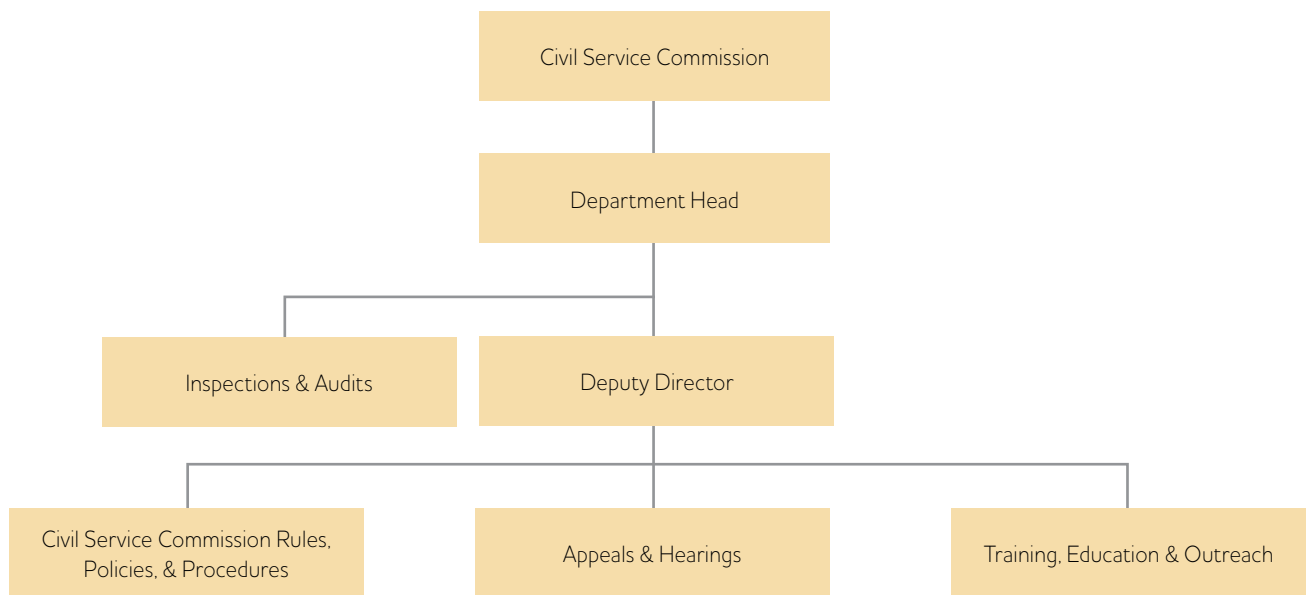 Civil Service Commission
Department Head
Inspections & Audits
Deputy Director
Civil Service Commission Rules,
Policies, & Procedures
Appeals & Hearings
Training, Education & Outreach